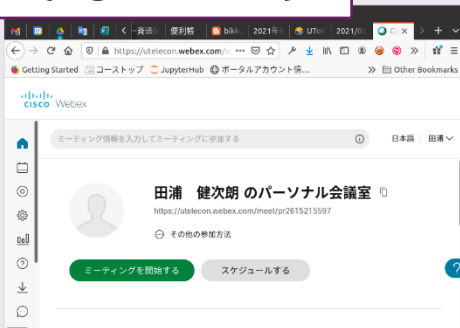 一斉送
便利帳
bikk
2021年
UTok
2021/0
https://utelecon.webex.com/
Getting Started
コーストップ
JupyterHub
ポータルアカウント情...
Other Bookmarks
cisco Webex
ミーティング情報を入力してミーティングに参加する
日本語
田浦
田浦 健次朗 のパーソナル会議室
https://utelecon.webex.com/meet/pr2615215597
その他の参加方法
ミーティングを開始する
スケジュールする